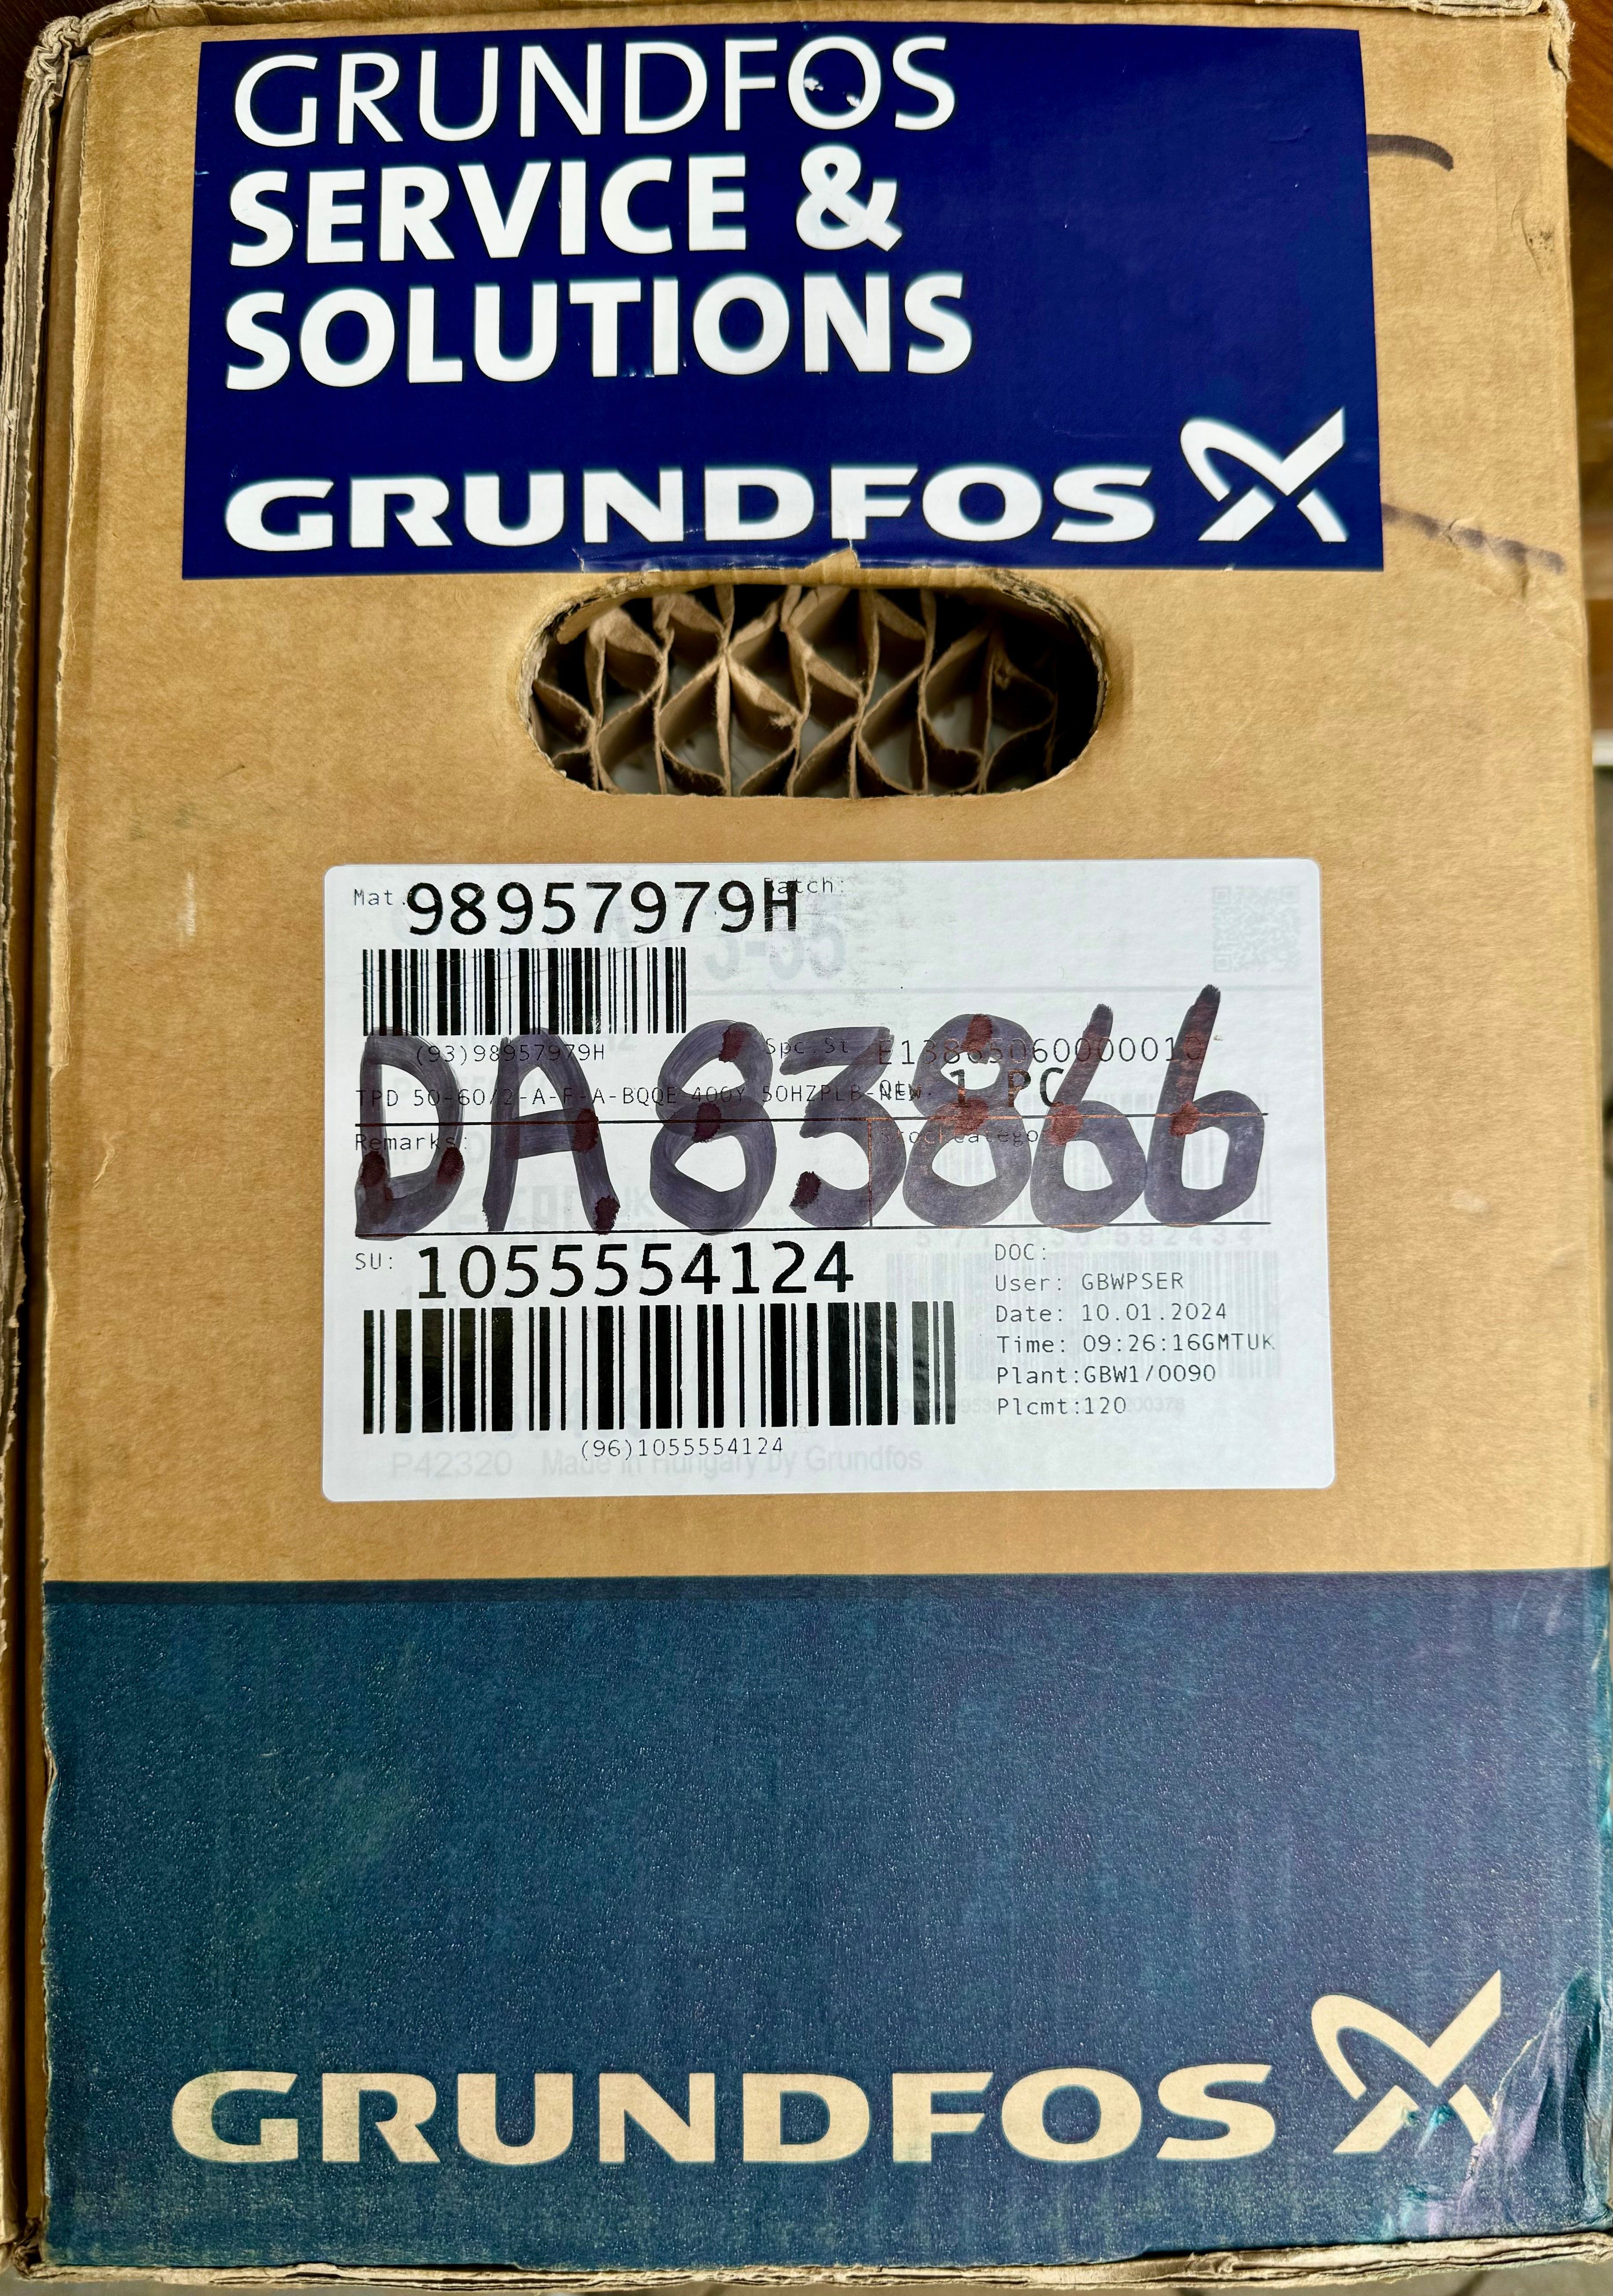 GRUNDFOS
SERVICE &
SOLUTIONS
GRUNDFOS
Mat. 98957979H Batch:
(93)98957979H
Spc.St
TPD 50-60/2-A-F-A-BQQE 400Y 50HZPLB-NEW
1 PC
DA83866
Remarks:
SU: 1055554124
(96)1055554124
DOC:
User: GBWPSER
Date: 10.01.2024
Time: 09:26:16GMTUK
Plant:GBW1/0090
Plcmt:120
P42320 Made in Hungary by Grundfos
GRUNDFOS